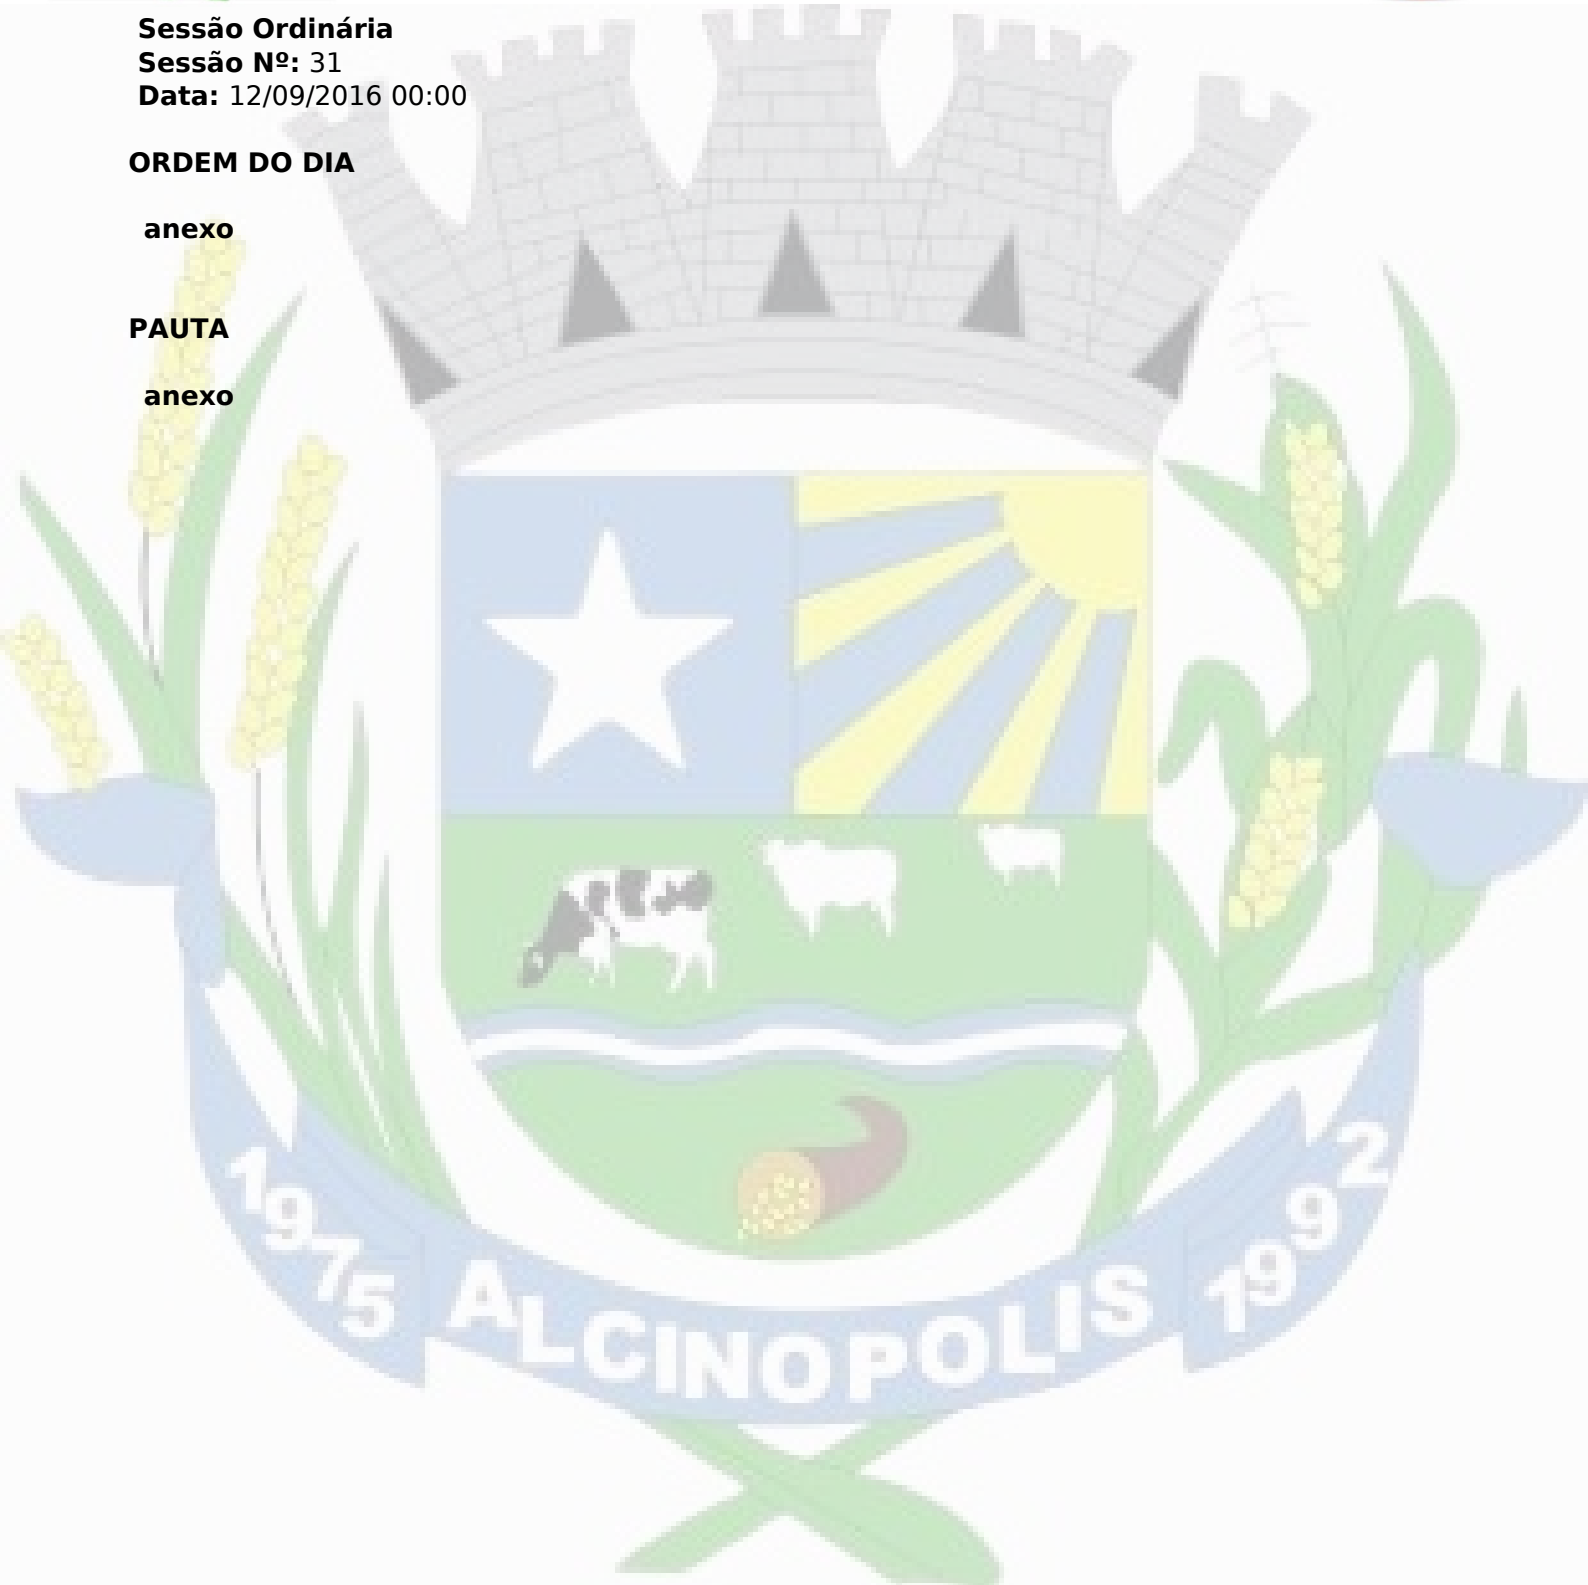 Sessão Ordinária
Sessão Nº: 31
Data: 12/09/2016 00:00
ORDEM DO DIA
anexo
PAUTA
anexo
1975 ALCINOPOLIS 1992